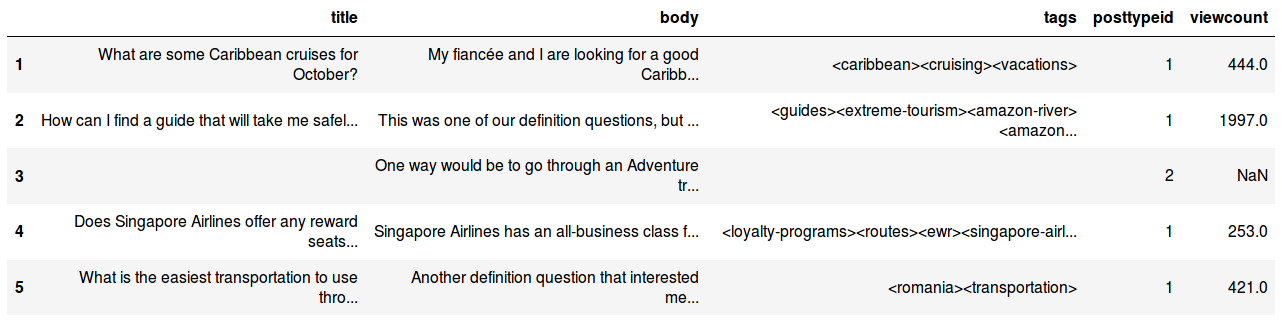 title body tags posttypeid viewcount
1 What are some Caribbean cruises for October? My fiancée and I are looking for a good Caribb... <caribbean><cruising><vacations> 1 444.0
2 How can I find a guide that will take me safel... This was one of our definition questions, but ... <guides><extreme-tourism><amazon-river><amazon... 1 1997.0
3 One way would be to go through an Adventure tr... 2 NaN
4 Does Singapore Airlines offer any reward seats... Singapore Airlines has an all-business class f... <loyalty-programs><routes><ewr><singapore-airl... 1 253.0
5 What is the easiest transportation to use thro... Another definition question that interested me... <romania><transportation> 1 421.0